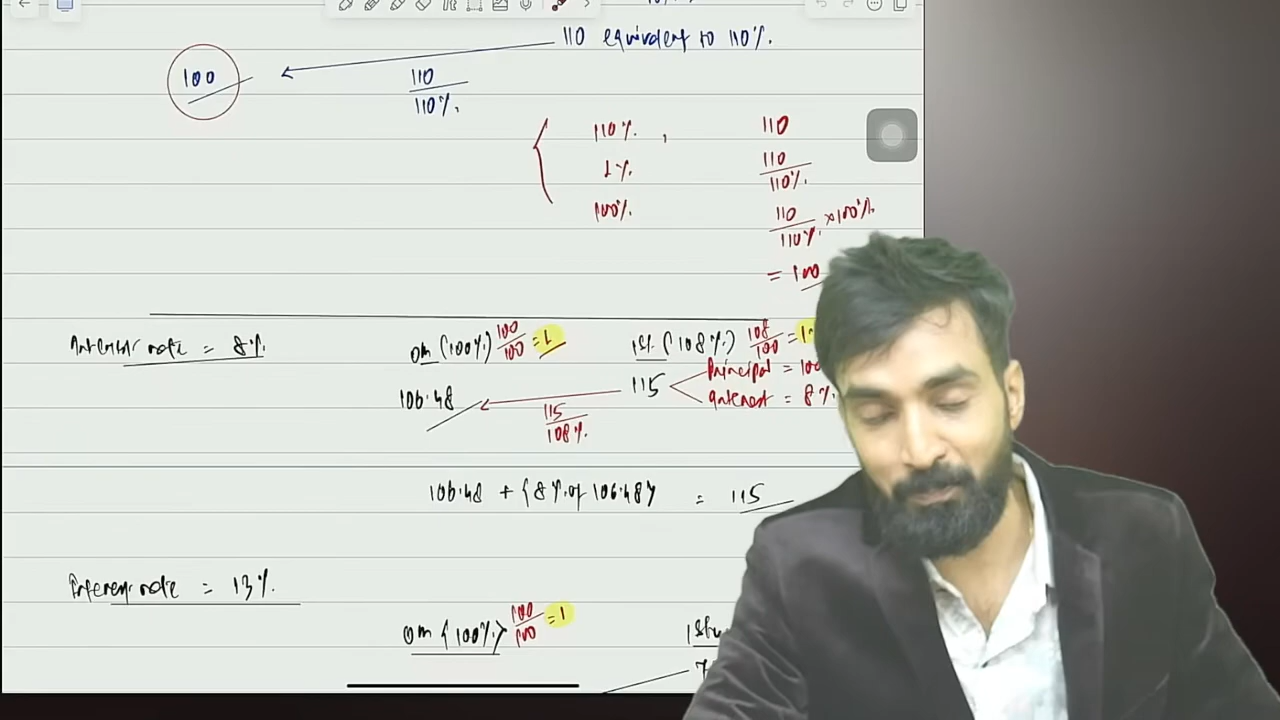 110 equivalent to 110%.
100
110
110%.
110%. , 110
1%. 110
110%.
100%. 110 ×100%
110%.
= 100
Interest rate = 8%. 0m (100%) 100 = 1 1st. (108%) 108 = 1
100 100
Principal = 100
106.48 115
Interest = 8%.
115
108%.
106.48 + {8%.of 106.48} = 115
Interest rate = 13%.
0m {100%} 100 = 1
100